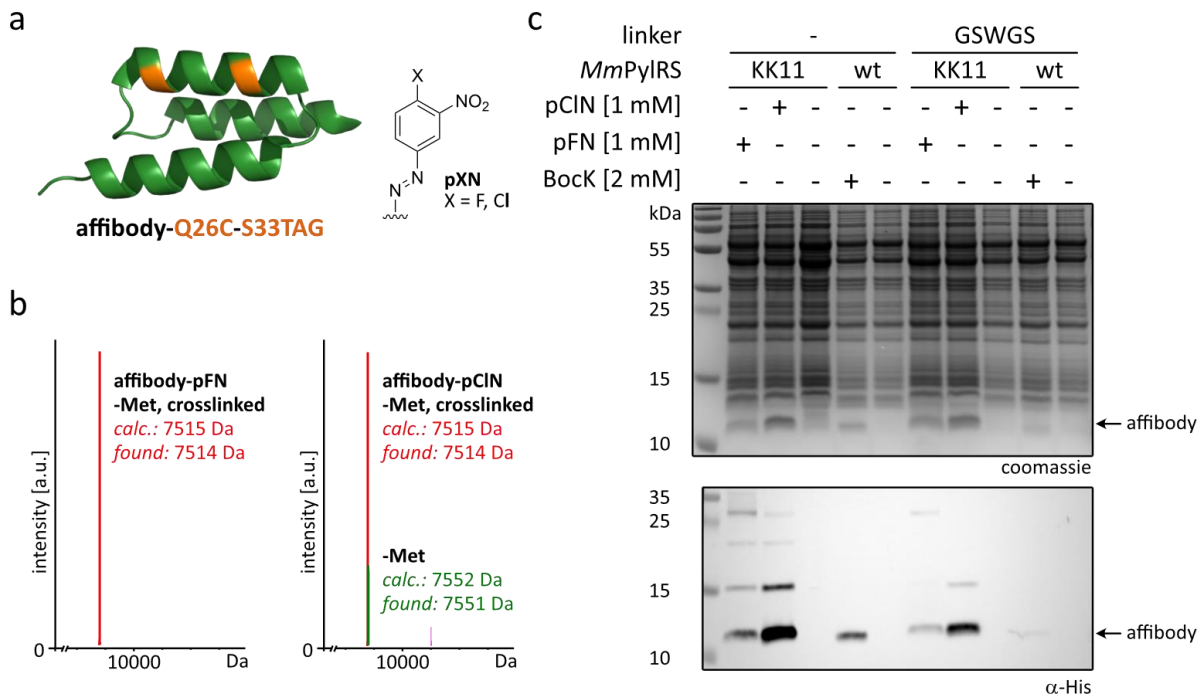 a
affibody-Q26C-S33TAG
X
NO2
N
N
pXN
X = F, Cl
b
intensity [a.u.]
0
affibody-pFN
-Met, crosslinked
calc.: 7515 Da
found: 7514 Da
10000
Da
intensity [a.u.]
0
affibody-pClN
-Met, crosslinked
calc.: 7515 Da
found: 7514 Da
-Met
calc.: 7552 Da
found: 7551 Da
10000
Da
c
linker - GSWGS
MmPylRS KK11 wt KK11 wt
pClN [1 mM] - + - - - - + - - -
pFN [1 mM] + - - - - + - - - -
BocK [2 mM] - - - + - - - - + -
kDa
55
35
25
15
10
affibody
coomassie
35
25
15
10
affibody
α-His